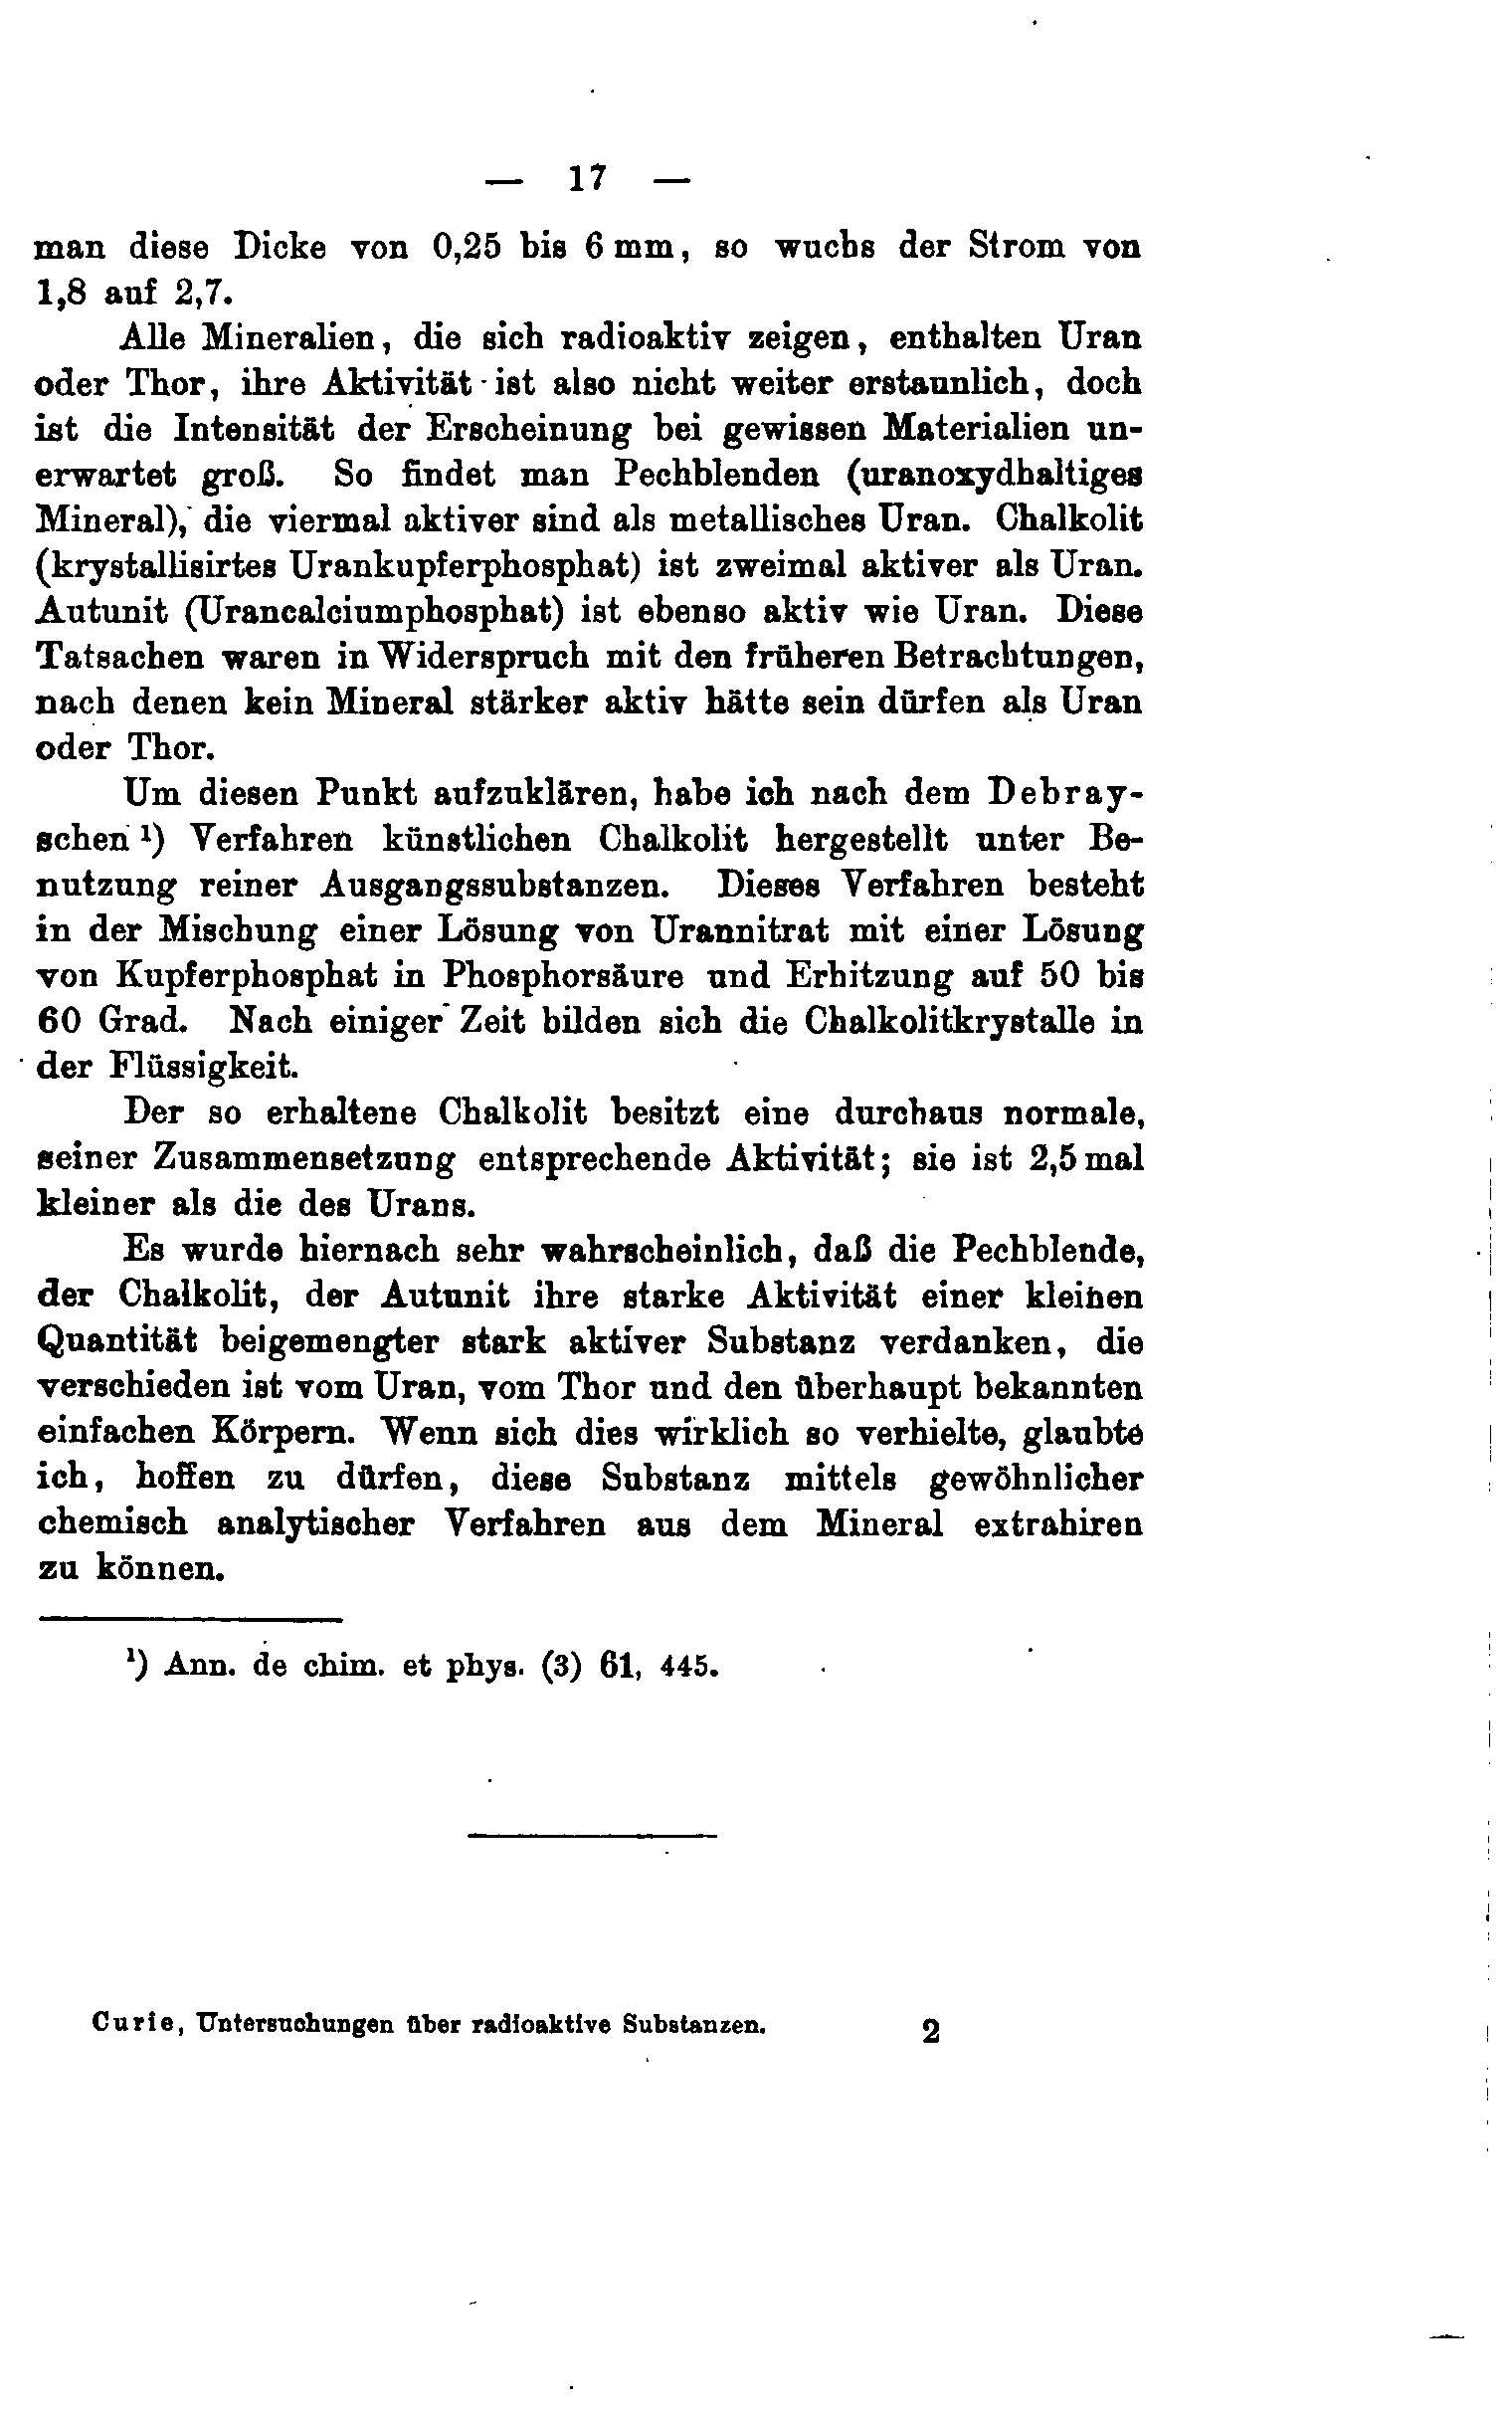 — 17 —
man diese Dicke von 0,25 bis 6 mm, so wuchs der Strom von
1,8 auf 2,7.
Alle Mineralien, die sich radioaktiv zeigen, enthalten Uran
oder Thor, ihre Aktivität ist also nicht weiter erstaunlich, doch
ist die Intensität der Erscheinung bei gewissen Materialien un-
erwartet groß. So findet man Pechblenden (uranoxydhaltiges
Mineral), die viermal aktiver sind als metallisches Uran. Chalkolit
(krystallisirtes Urankupferphosphat) ist zweimal aktiver als Uran.
Autunit (Urancalciumphosphat) ist ebenso aktiv wie Uran. Diese
Tatsachen waren in Widerspruch mit den früheren Betrachtungen,
nach denen kein Mineral stärker aktiv hätte sein dürfen als Uran
oder Thor.
Um diesen Punkt aufzuklären, habe ich nach dem Debray-
schen ¹) Verfahren künstlichen Chalkolit hergestellt unter Be-
nutzung reiner Ausgangssubstanzen. Dieses Verfahren besteht
in der Mischung einer Lösung von Urannitrat mit einer Lösung
von Kupferphosphat in Phosphorsäure und Erhitzung auf 50 bis
60 Grad. Nach einiger Zeit bilden sich die Chalkolitkrystalle in
der Flüssigkeit.
Der so erhaltene Chalkolit besitzt eine durchaus normale,
seiner Zusammensetzung entsprechende Aktivität; sie ist 2,5 mal
kleiner als die des Urans.
Es wurde hiernach sehr wahrscheinlich, daß die Pechblende,
der Chalkolit, der Autunit ihre starke Aktivität einer kleinen
Quantität beigemengter stark aktiver Substanz verdanken, die
verschieden ist vom Uran, vom Thor und den überhaupt bekannten
einfachen Körpern. Wenn sich dies wirklich so verhielte, glaubte
ich, hoffen zu dürfen, diese Substanz mittels gewöhnlicher
chemisch analytischer Verfahren aus dem Mineral extrahiren
zu können.
¹) Ann. de chim. et phys. (3) 61, 445.
Curie, Untersuchungen über radioaktive Substanzen. 2